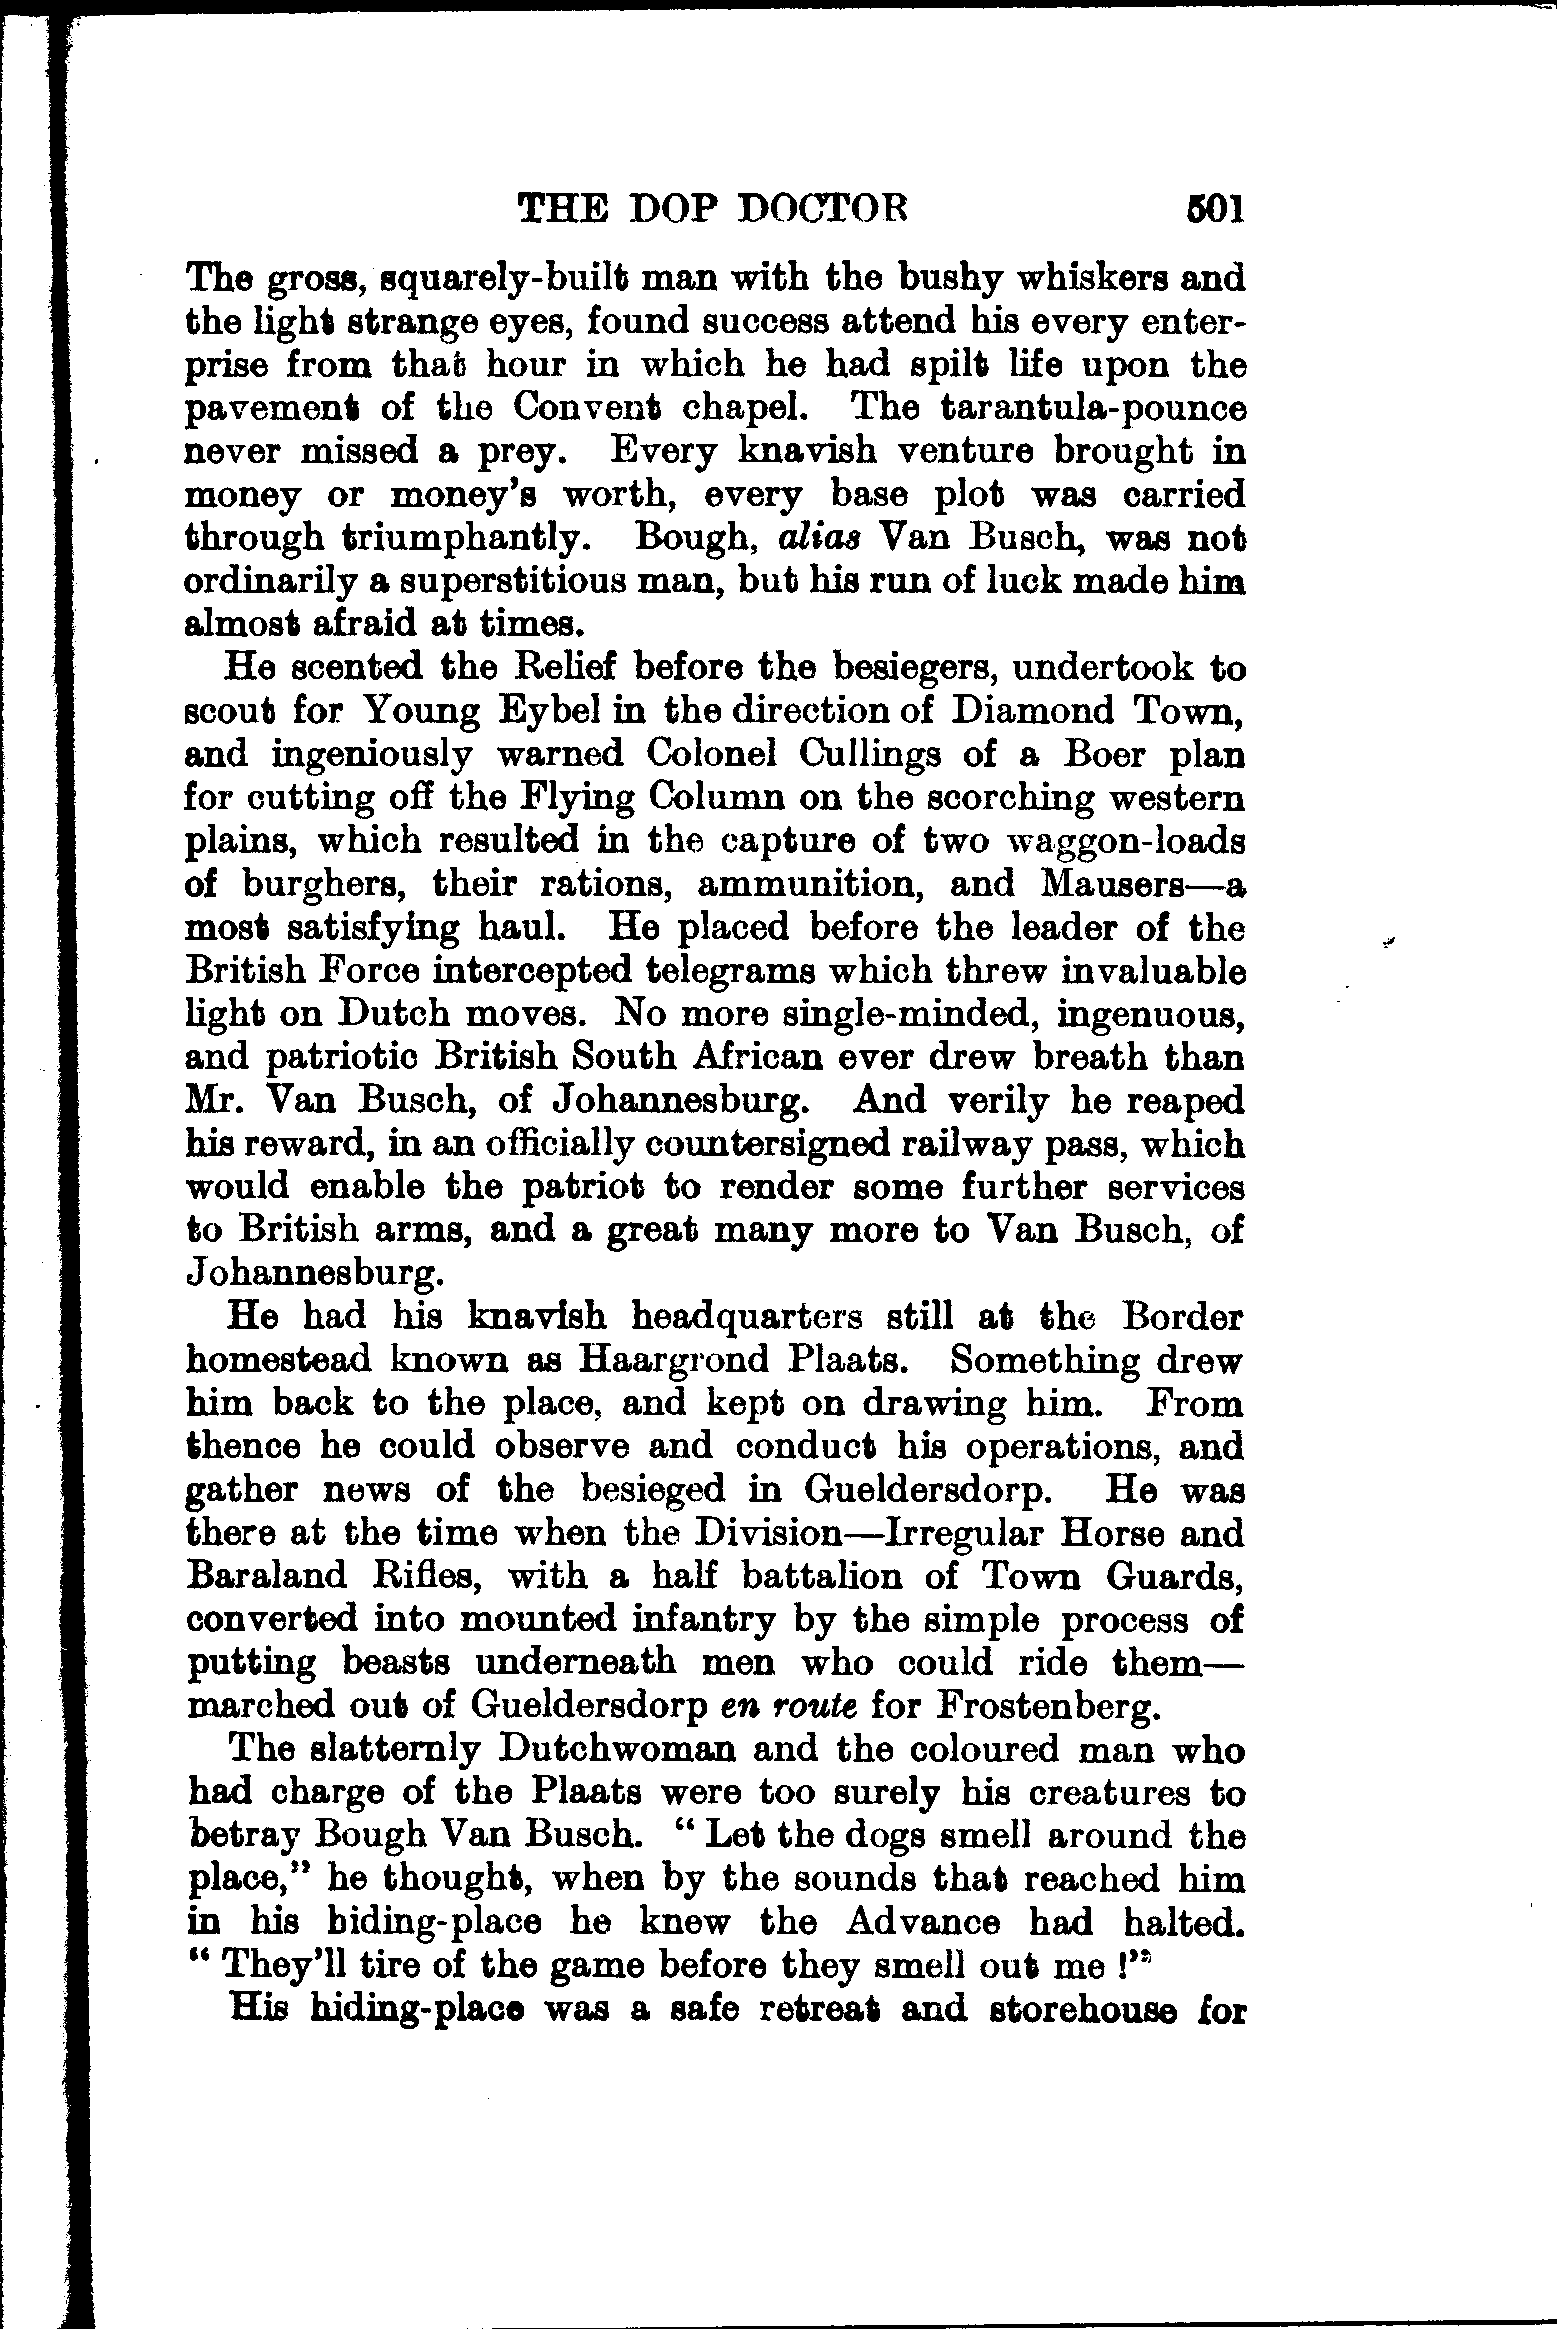 THE DOP DOCTOR 501
The gross, squarely-built man with the bushy whiskers and
the light strange eyes, found success attend his every enter-
prise from that hour in which he had spilt life upon the
pavement of the Convent chapel. The tarantula-pounce
never missed a prey. Every knavish venture brought in
money or money's worth, every base plot was carried
through triumphantly. Bough, alias Van Busch, was not
ordinarily a superstitious man, but his run of luck made him
almost afraid at times.
He scented the Relief before the besiegers, undertook to
scout for Young Eybel in the direction of Diamond Town,
and ingeniously warned Colonel Cullings of a Boer plan
for cutting off the Flying Column on the scorching western
plains, which resulted in the capture of two waggon-loads
of burghers, their rations, ammunition, and Mausers—a
most satisfying haul. He placed before the leader of the
British Force intercepted telegrams which threw invaluable
light on Dutch moves. No more single-minded, ingenuous,
and patriotic British South African ever drew breath than
Mr. Van Busch, of Johannesburg. And verily he reaped
his reward, in an officially countersigned railway pass, which
would enable the patriot to render some further services
to British arms, and a great many more to Van Busch, of
Johannesburg.
He had his knavish headquarters still at the Border
homestead known as Haargrond Plaats. Something drew
him back to the place, and kept on drawing him. From
thence he could observe and conduct his operations, and
gather news of the besieged in Gueldersdorp. He was
there at the time when the Division—Irregular Horse and
Baraland Rifles, with a half battalion of Town Guards,
converted into mounted infantry by the simple process of
putting beasts underneath men who could ride them—
marched out of Gueldersdorp en route for Frostenberg.
The slatternly Dutchwoman and the coloured man who
had charge of the Plaats were too surely his creatures to
betray Bough Van Busch. "Let the dogs smell around the
place," he thought, when by the sounds that reached him
in his hiding-place he knew the Advance had halted.
"They'll tire of the game before they smell out me!"
His hiding-place was a safe retreat and storehouse for